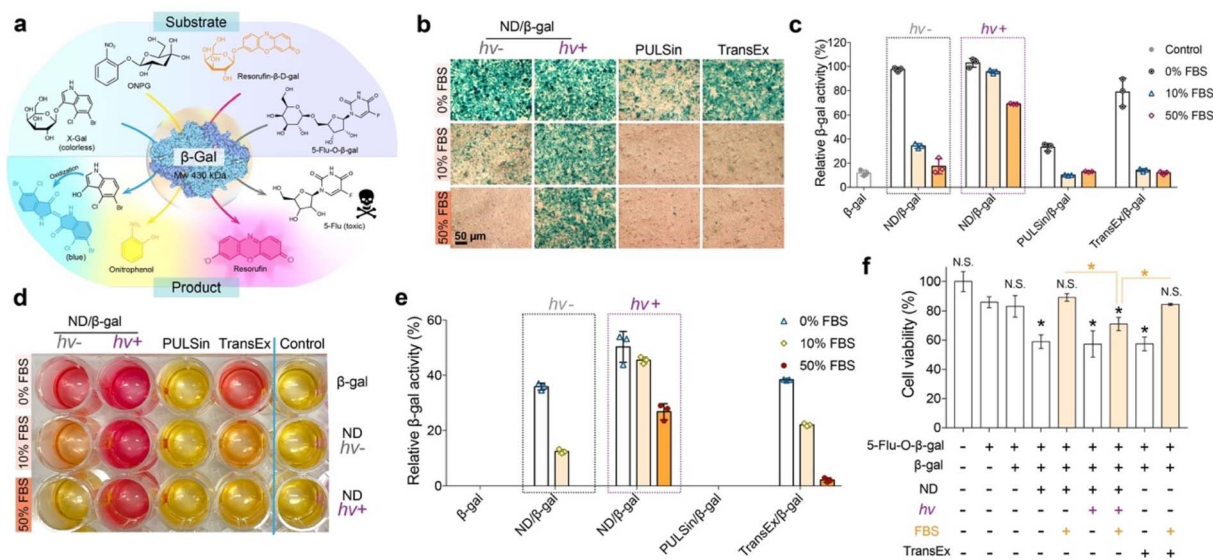 a
Substrate
ONPG
Resorufin-β-D-gal
X-Gal
(colorless)
5-Flu-O-β-gal
β-Gal
Mw 430 kDa
Oxidization
(blue)
Onitrophenol
Resorufin
5-Flu (toxic)
Product
b
ND/β-gal
hv- hv+ PULSin TransEx
0% FBS
10% FBS
50% FBS
50 μm
c
Relative β-gal activity (%)
120
100
80
60
40
20
0
hv-
hv+
Control
0% FBS
10% FBS
50% FBS
β-gal
ND/β-gal
ND/β-gal
PULSin/β-gal
TransEx/β-gal
d
ND/β-gal
hv- hv+ PULSin TransEx Control
0% FBS
10% FBS
50% FBS
β-gal
ND
hv-
ND
hv+
e
Relative β-gal activity (%)
60
40
20
0
hv-
hv+
0% FBS
10% FBS
50% FBS
β-gal
ND/β-gal
ND/β-gal
PULSin/β-gal
TransEx/β-gal
f
Cell viability (%)
100
80
60
40
20
0
N.S.
N.S.
*
N.S.
*
*
*
N.S.
*
*
5-Flu-O-β-gal - + + + + + + + +
β-gal - - + + + + + + +
ND - - - + + + + - -
hv - - - - - + + - -
FBS - - - - + - + - +
TransEx - - - - - - - + +